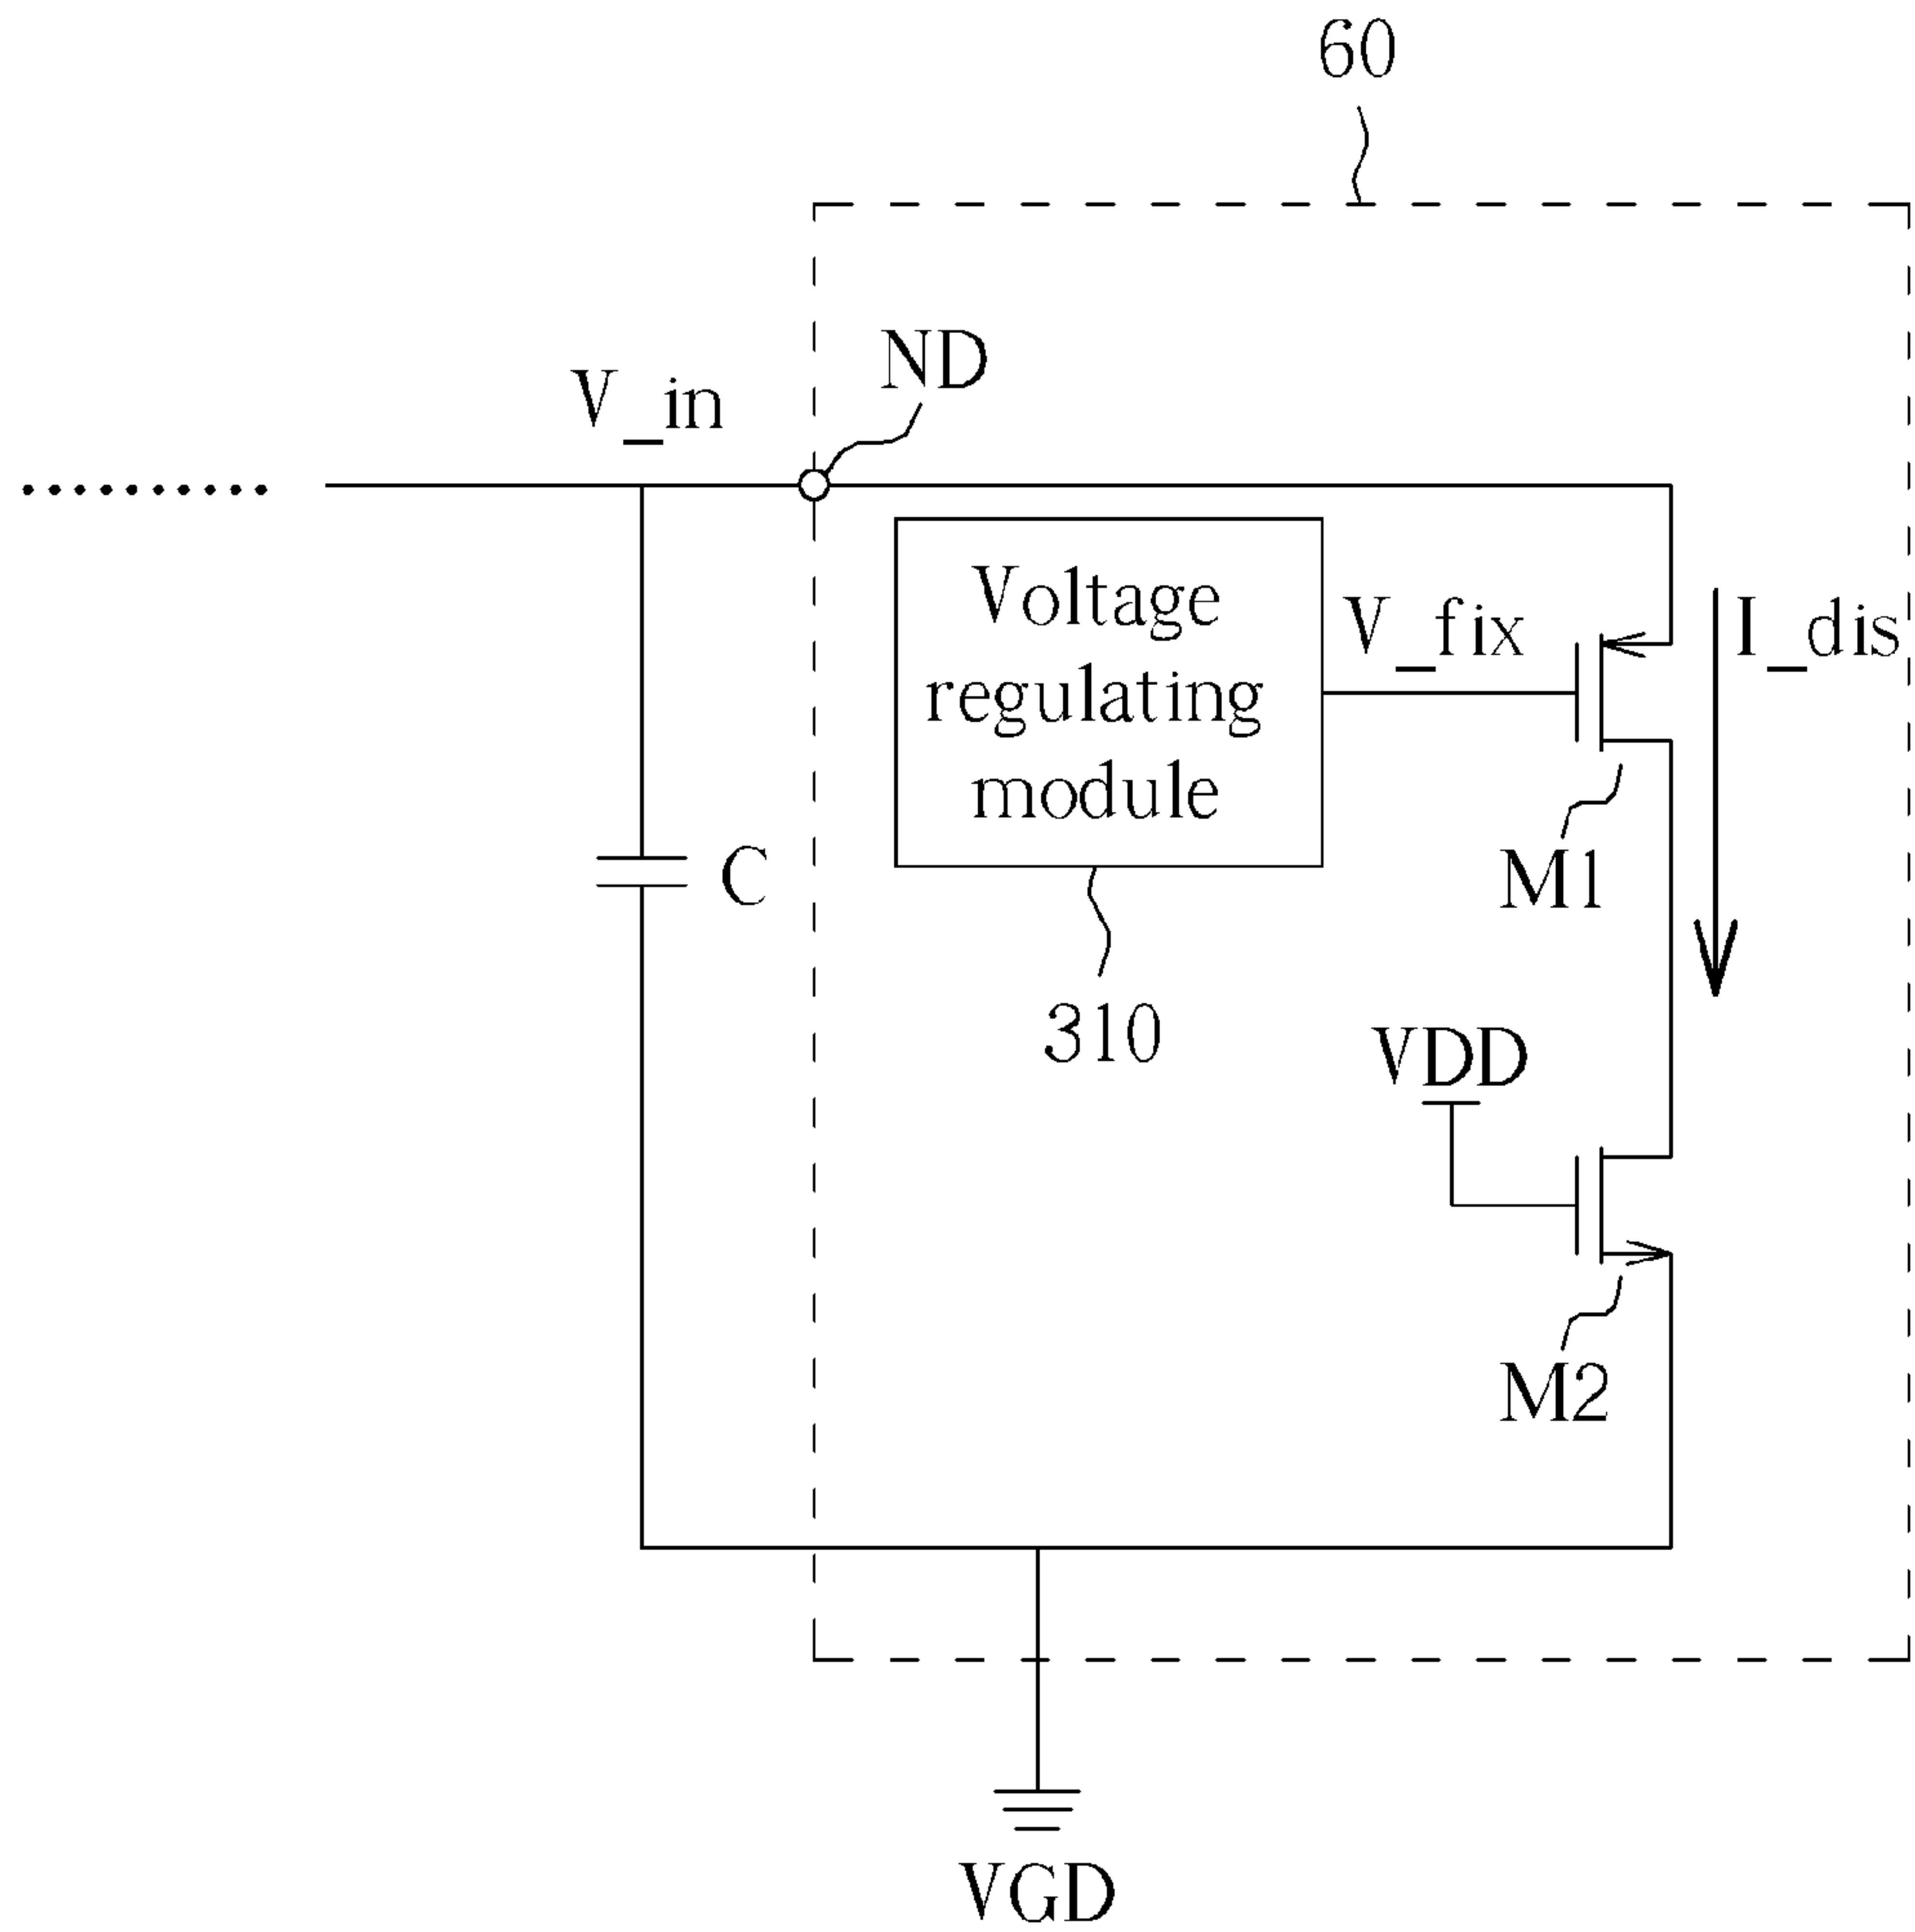 60
ND
V_in
Voltage
regulating
module
V_fix
I_dis
M1
C
310
VDD
M2
VGD